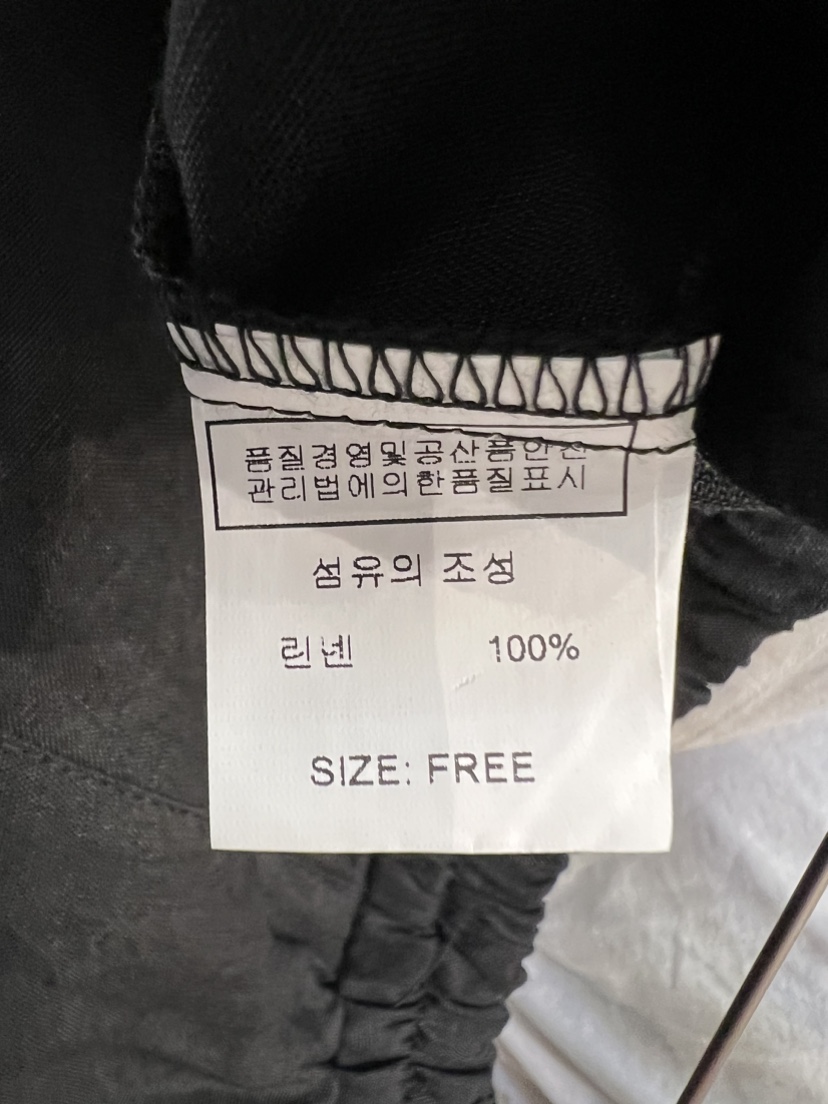 품질경영및공산품안전
관리법에의한품질표시
섬유의 조성
린넨 100%
SIZE: FREE